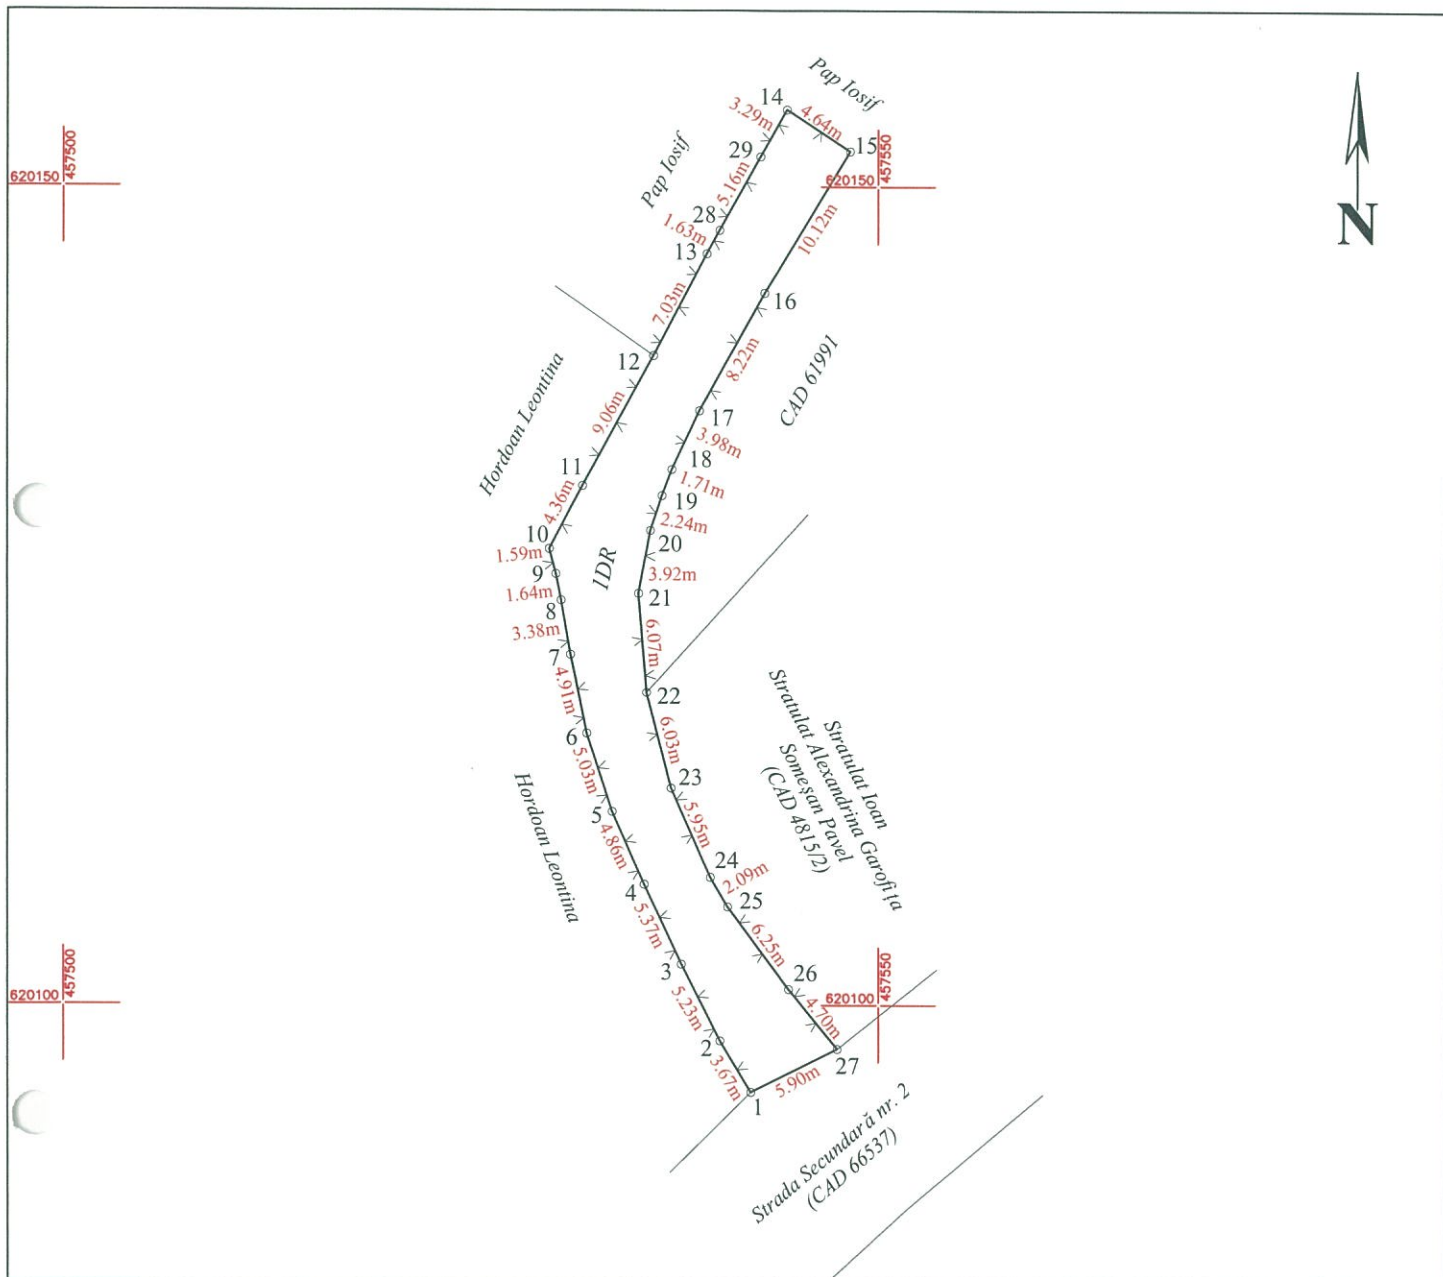 Pap Iosif
14
3.29m
4.64m
15
457500
620150
457550
620150
N
Pap Iosif
29
5.16m
28
1.63m
13
10.12m
7.03m
16
12
8.22m
CAD 61991
Hordoan Leontina
9.06m
17
3.98m
11
18
1.71m
4.36m
19
2.24m
10
20
1.59m
9
1DR
3.92m
1.64m
8
21
3.38m
6.07m
7
4.91m
22
6
6.03m
5.03m
23
5
5.95m
4.86m
Hordoan Leontina
Stratulat Ioan
Stratulat Alexandrina Garofița
Someșan Pavel
(CAD 4815/2)
24
2.09m
4
25
5.37m
6.25m
3
26
457500
620100
457550
620100
5.23m
4.70m
2
27
3.67m
5.90m
1
Strada Secundară nr. 2
(CAD 66537)